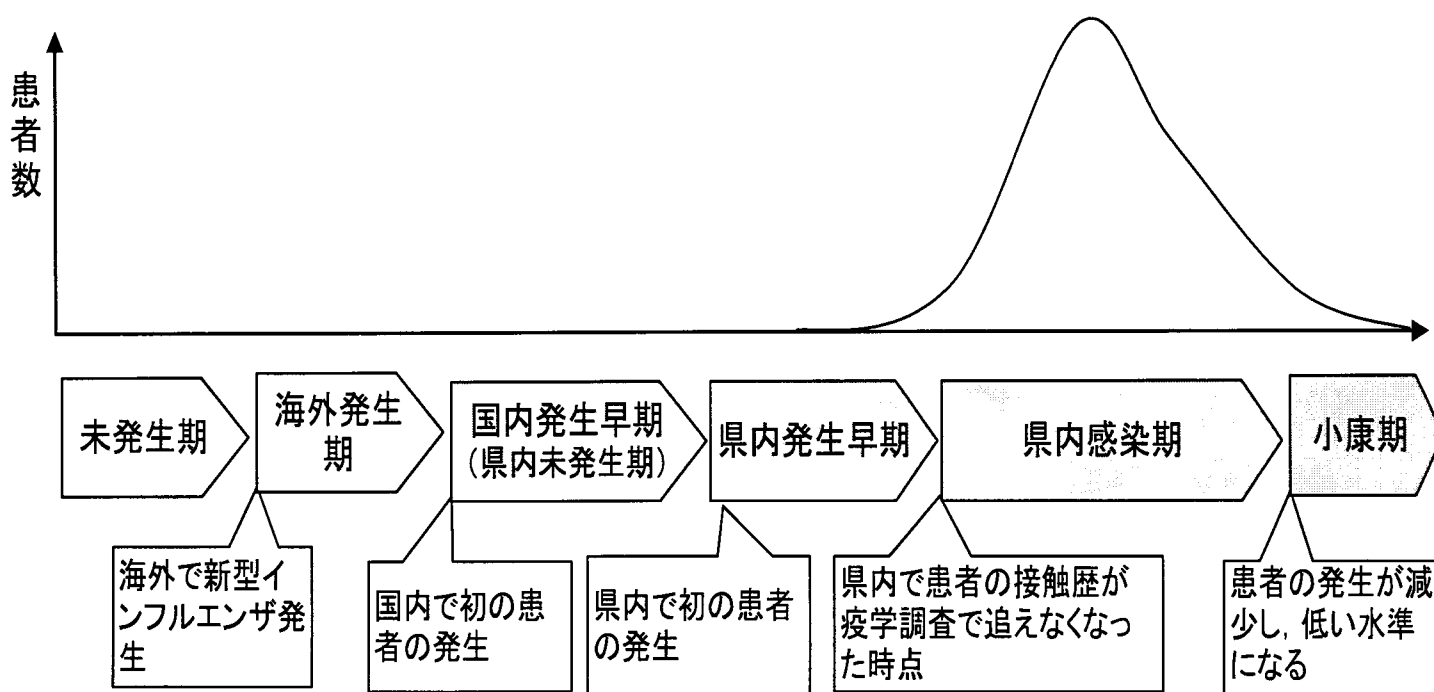 患者数
未発生期
海外発生
期
国内発生早期
（県内未発生期）
県内発生早期
県内感染期
小康期
海外で新型イ
ンフルエンザ発
生
国内で初の患
者の発生
県内で初の患者
の発生
県内で患者の接触歴が
疫学調査で追えなくなっ
た時点
患者の発生が減
少し，低い水準
になる